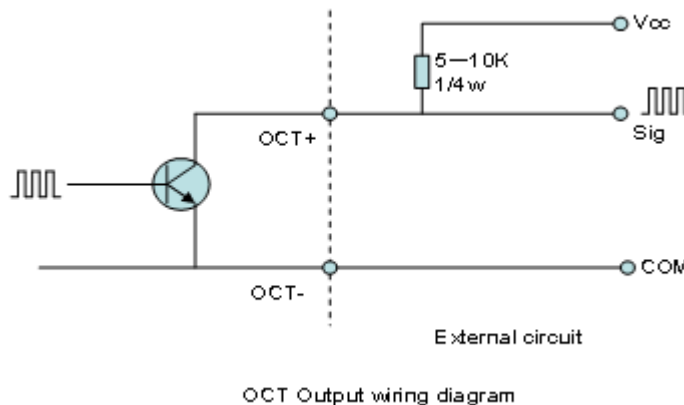 Vcc
5—10K
1/4w
OCT+
Sig
OCT-
COM
External circuit
OCT Output wiring diagram